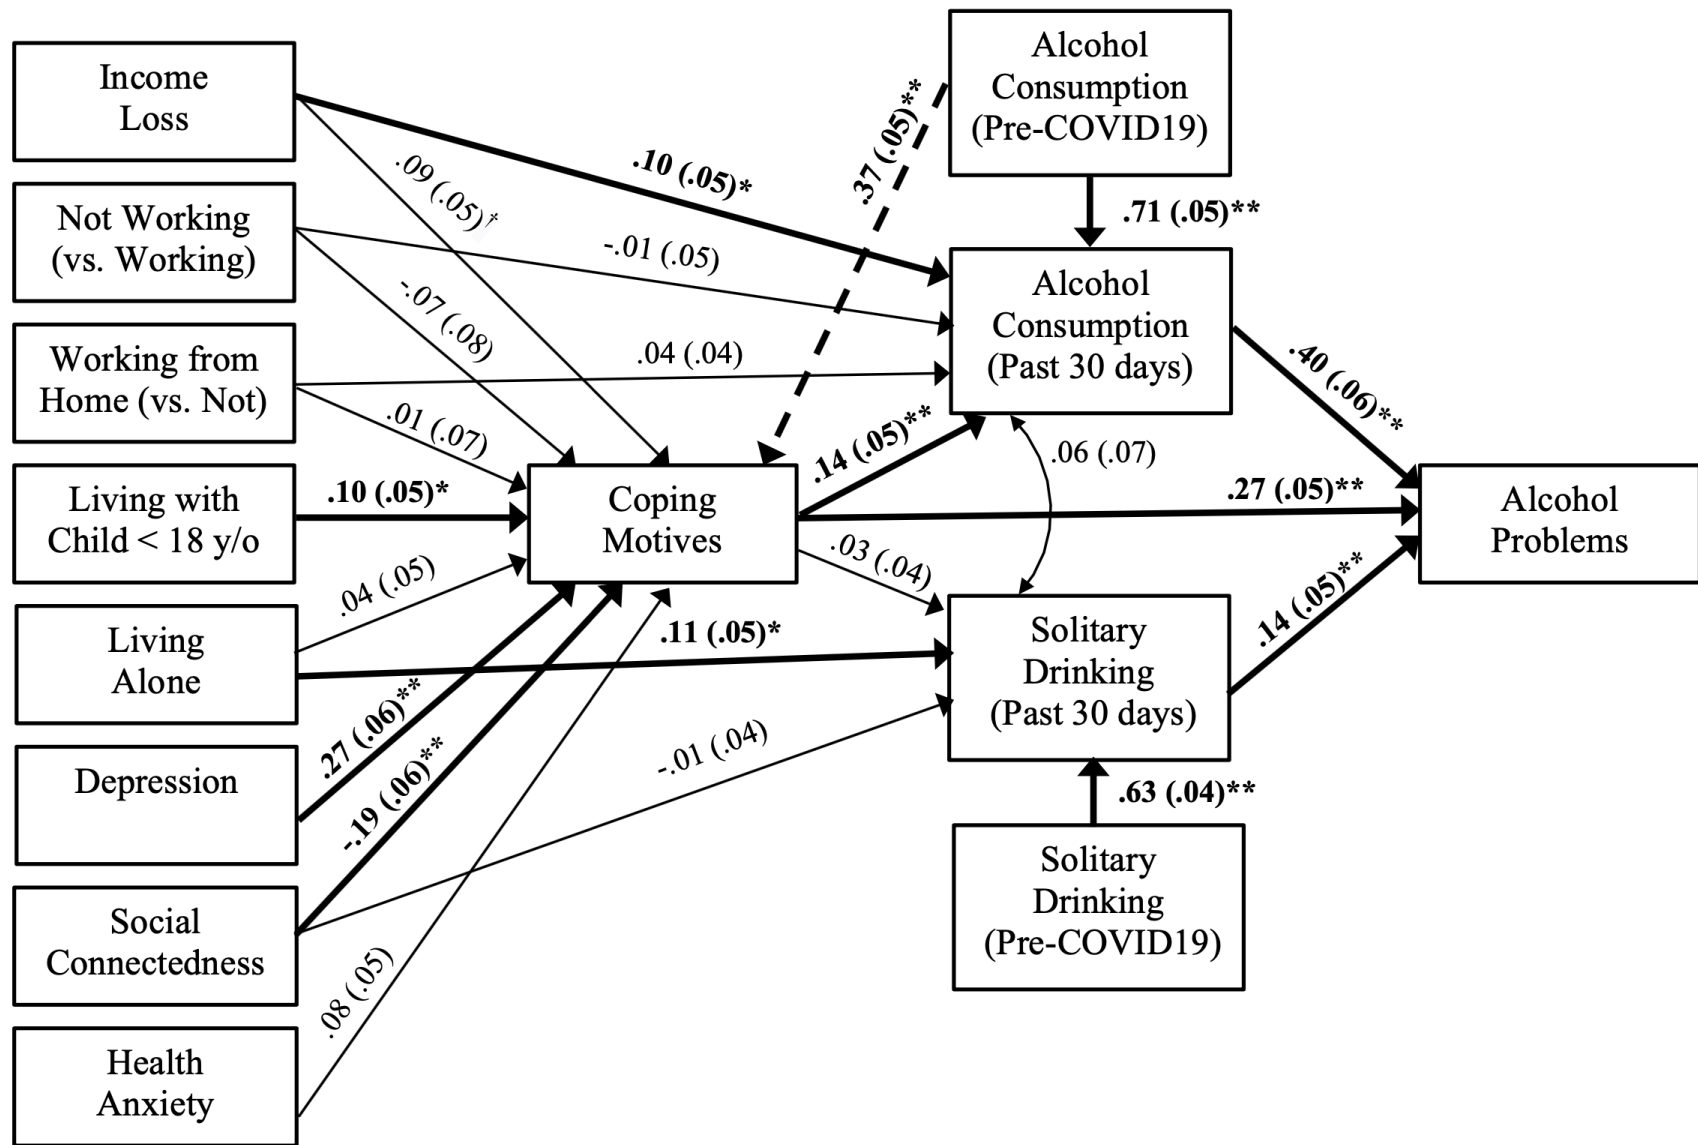 Income
Loss
Not Working
(vs. Working)
Working from
Home (vs. Not)
Living with
Child < 18 y/o
Living
Alone
Depression
Social
Connectedness
Health
Anxiety
.10 (.05)*
.09 (.05)†
-.01 (.05)
-.07 (.08)
.04 (.04)
.01 (.07)
.10 (.05)*
.04 (.05)
.11 (.05)*
.27 (.06)**
-.19 (.06)**
-.01 (.04)
.08 (.05)
Coping
Motives
.37 (.05)**
.14 (.05)**
.27 (.05)**
.03 (.04)
Alcohol
Consumption
(Pre-COVID19)
.71 (.05)**
Alcohol
Consumption
(Past 30 days)
.06 (.07)
Solitary
Drinking
(Past 30 days)
.63 (.04)**
Solitary
Drinking
(Pre-COVID19)
.40 (.06)**
.14 (.05)**
Alcohol
Problems